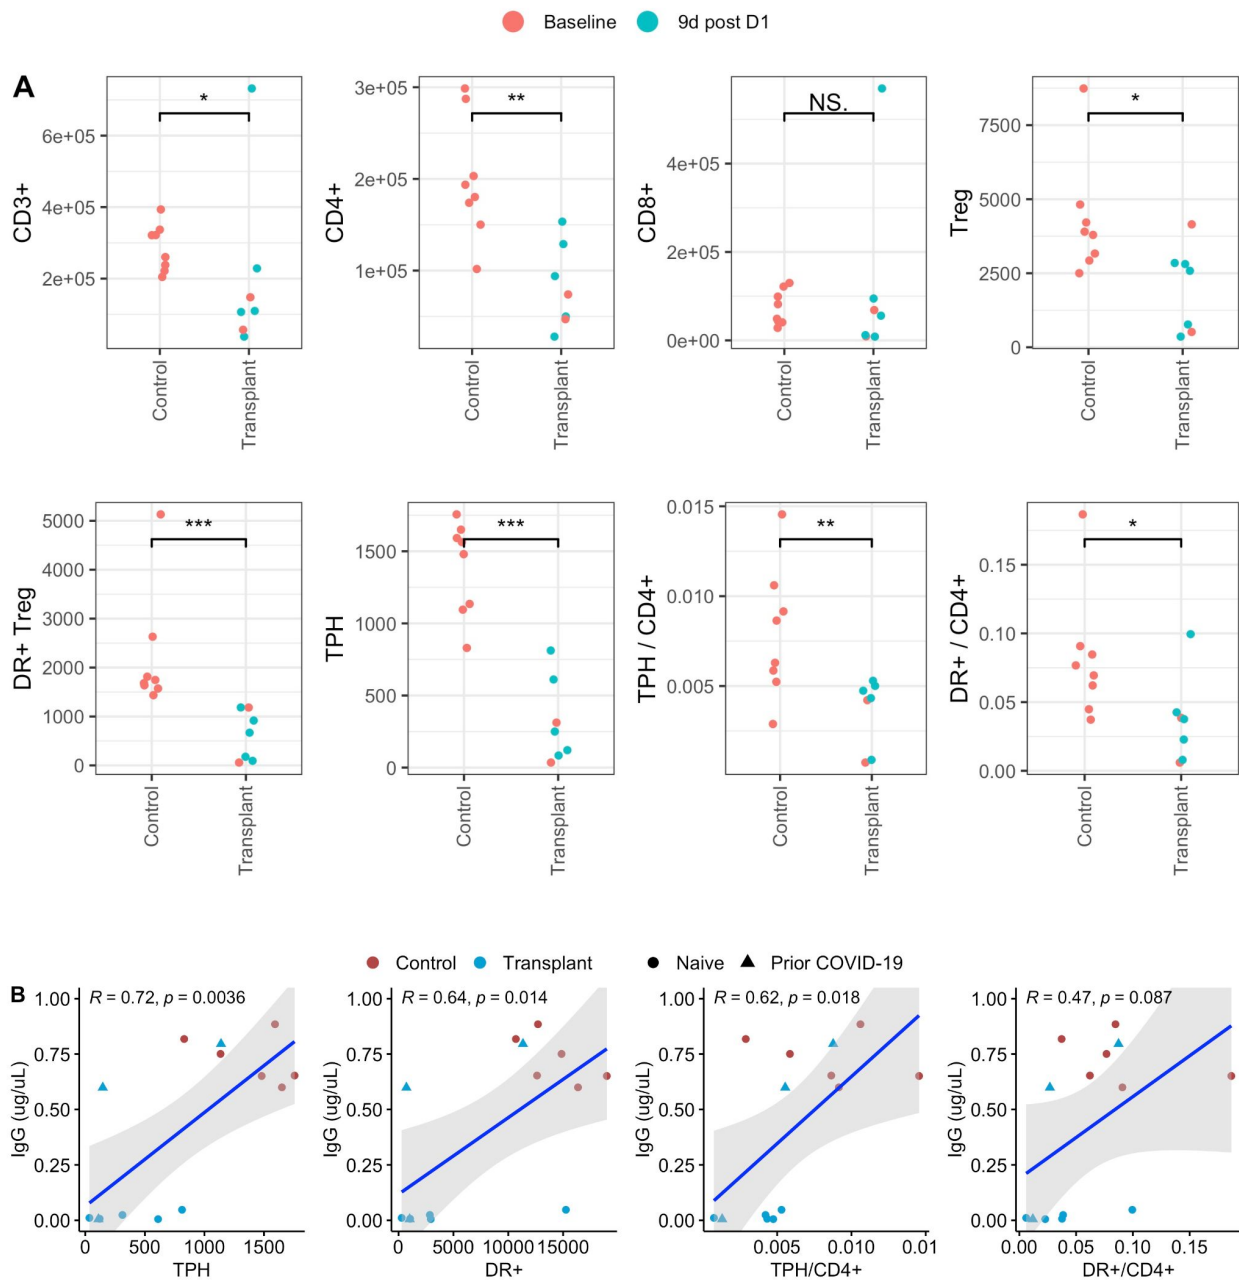 Baseline 9d post D1
A
CD3+
6e+05
4e+05
2e+05
*
Control
Transplant
CD4+
3e+05
2e+05
1e+05
**
Control
Transplant
CD8+
4e+05
2e+05
0e+00
NS.
Control
Transplant
Treg
7500
5000
2500
0
*
Control
Transplant
DR+ Treg
5000
4000
3000
2000
1000
0
***
Control
Transplant
TPH
1500
1000
500
0
***
Control
Transplant
TPH / CD4+
0.015
0.010
0.005
**
Control
Transplant
DR+ / CD4+
0.15
0.10
0.05
0.00
*
Control
Transplant
Control Transplant Naive Prior COVID-19
B
R = 0.72, p = 0.0036
IgG (ug/uL)
1.00
0.75
0.50
0.25
0.00
0 500 1000 1500
TPH
R = 0.64, p = 0.014
IgG (ug/uL)
1.00
0.75
0.50
0.25
0.00
0 5000 10000 15000
DR+
R = 0.62, p = 0.018
IgG (ug/uL)
1.00
0.75
0.50
0.25
0.00
0.005 0.010 0.01
TPH/CD4+
R = 0.47, p = 0.087
IgG (ug/uL)
1.00
0.75
0.50
0.25
0.00
0.00 0.05 0.10 0.15
DR+/CD4+